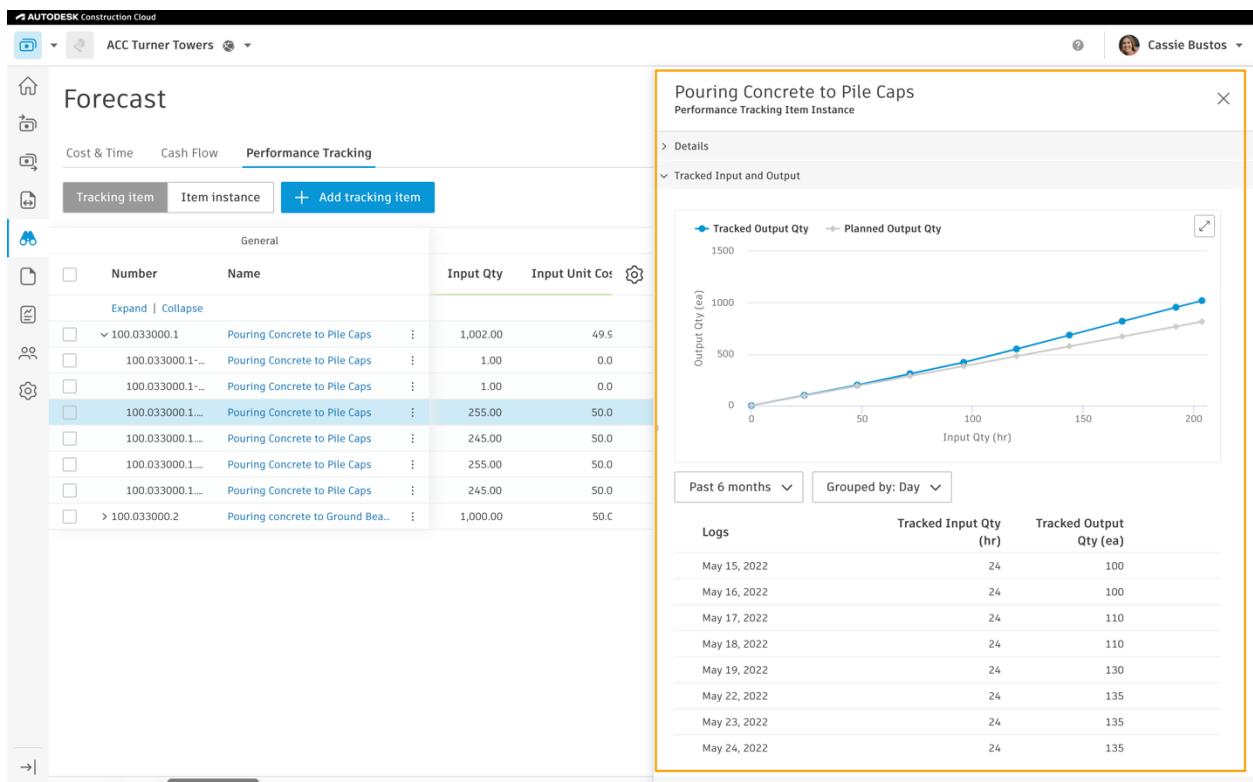 AUTODESK Construction Cloud
ACC Turner Towers
Cassie Bustos
Forecast
Cost & Time Cash Flow Performance Tracking
Tracking item Item instance + Add tracking item
General
Number Name Input Qty Input Unit Cos
Expand | Collapse
100.033000.1 Pouring Concrete to Pile Caps 1,002.00 49.9
100.033000.1-... Pouring Concrete to Pile Caps 1.00 0.0
100.033000.1-... Pouring Concrete to Pile Caps 1.00 0.0
100.033000.1.... Pouring Concrete to Pile Caps 255.00 50.0
100.033000.1.... Pouring Concrete to Pile Caps 245.00 50.0
100.033000.1.... Pouring Concrete to Pile Caps 255.00 50.0
100.033000.1.... Pouring Concrete to Pile Caps 245.00 50.0
100.033000.2 Pouring concrete to Ground Bea... 1,000.00 50.0
Pouring Concrete to Pile Caps
Performance Tracking Item Instance
Details
Tracked Input and Output
Tracked Output Qty Planned Output Qty
1500
1000
500
0
Output Qty (ea)
0 50 100 150 200
Input Qty (hr)
Past 6 months Grouped by: Day
Logs Tracked Input Qty (hr) Tracked Output Qty (ea)
May 15, 2022 24 100
May 16, 2022 24 100
May 17, 2022 24 110
May 18, 2022 24 110
May 19, 2022 24 130
May 22, 2022 24 135
May 23, 2022 24 135
May 24, 2022 24 135